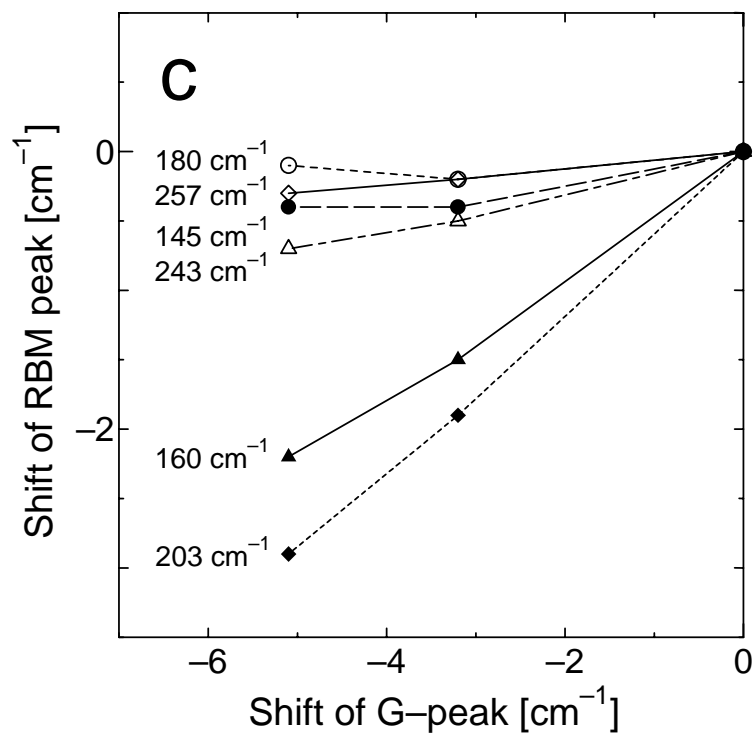 c
0
180 cm⁻¹
257 cm⁻¹
145 cm⁻¹
243 cm⁻¹
−2
160 cm⁻¹
203 cm⁻¹
Shift of RBM peak [cm⁻¹]
−6 −4 −2 0
Shift of G−peak [cm⁻¹]